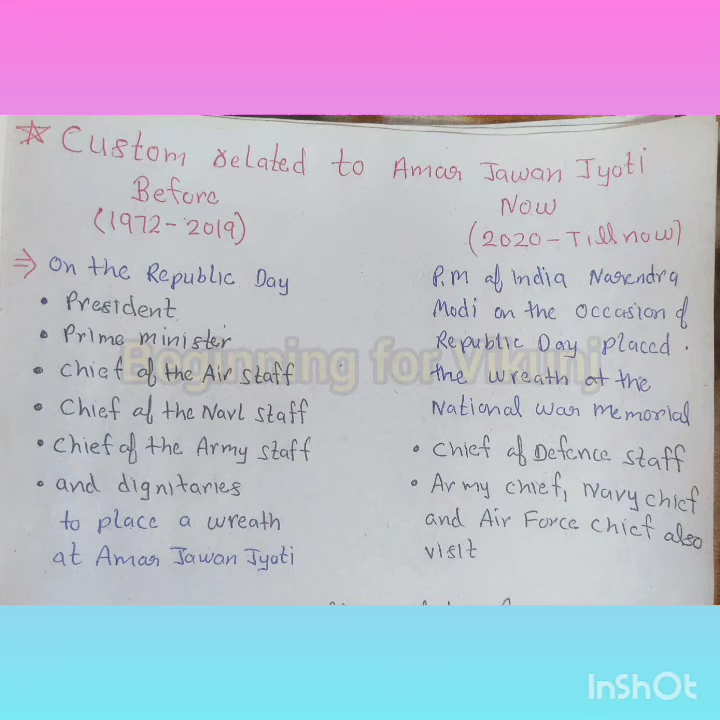 ☆ Custom related to Amar Jawan Jyoti
Before
(1972-2019)
⇒ On the Republic Day
• President
• Prime minister
• Chief of the Air staff
• Chief of the Navl staff
• Chief of the Army staff
• and dignitaries
to place a wreath
at Amar Jawan Jyoti
Now
(2020-Till now)
P.M of India Narendra
Modi on the occasion of
Republic Day placed .
the wreath at the
National war memorial
• Chief of Defence staff
• Army chief, Navy chief
and Air Force chief also
visit
Beginning for Vikunj
InShOt